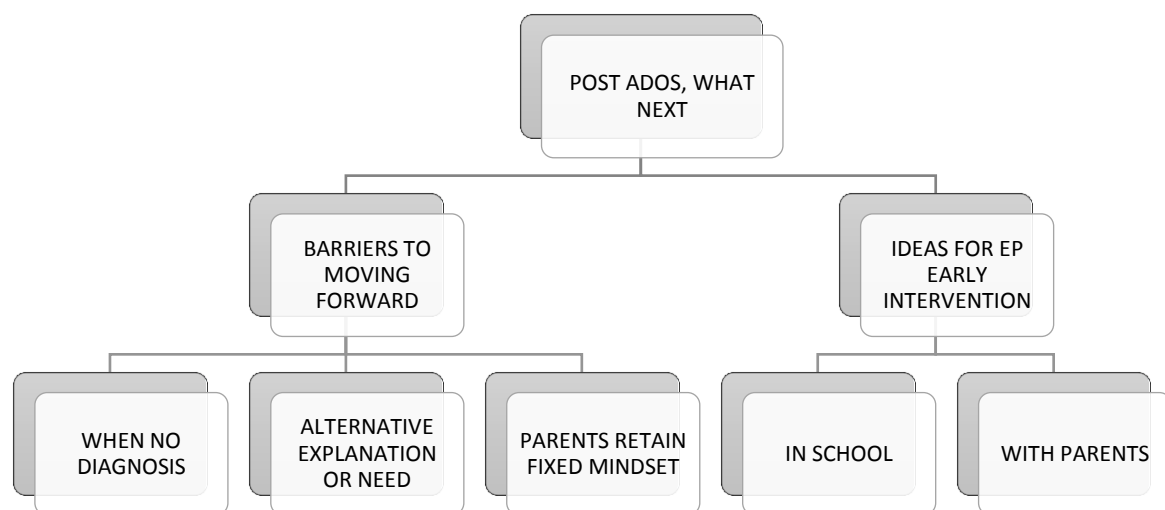 POST ADOS, WHAT
NEXT
BARRIERS TO
MOVING
FORWARD
IDEAS FOR EP
EARLY
INTERVENTION
WHEN NO
DIAGNOSIS
ALTERNATIVE
EXPLANATION
OR NEED
PARENTS RETAIN
FIXED MINDSET
IN SCHOOL
WITH PARENTS